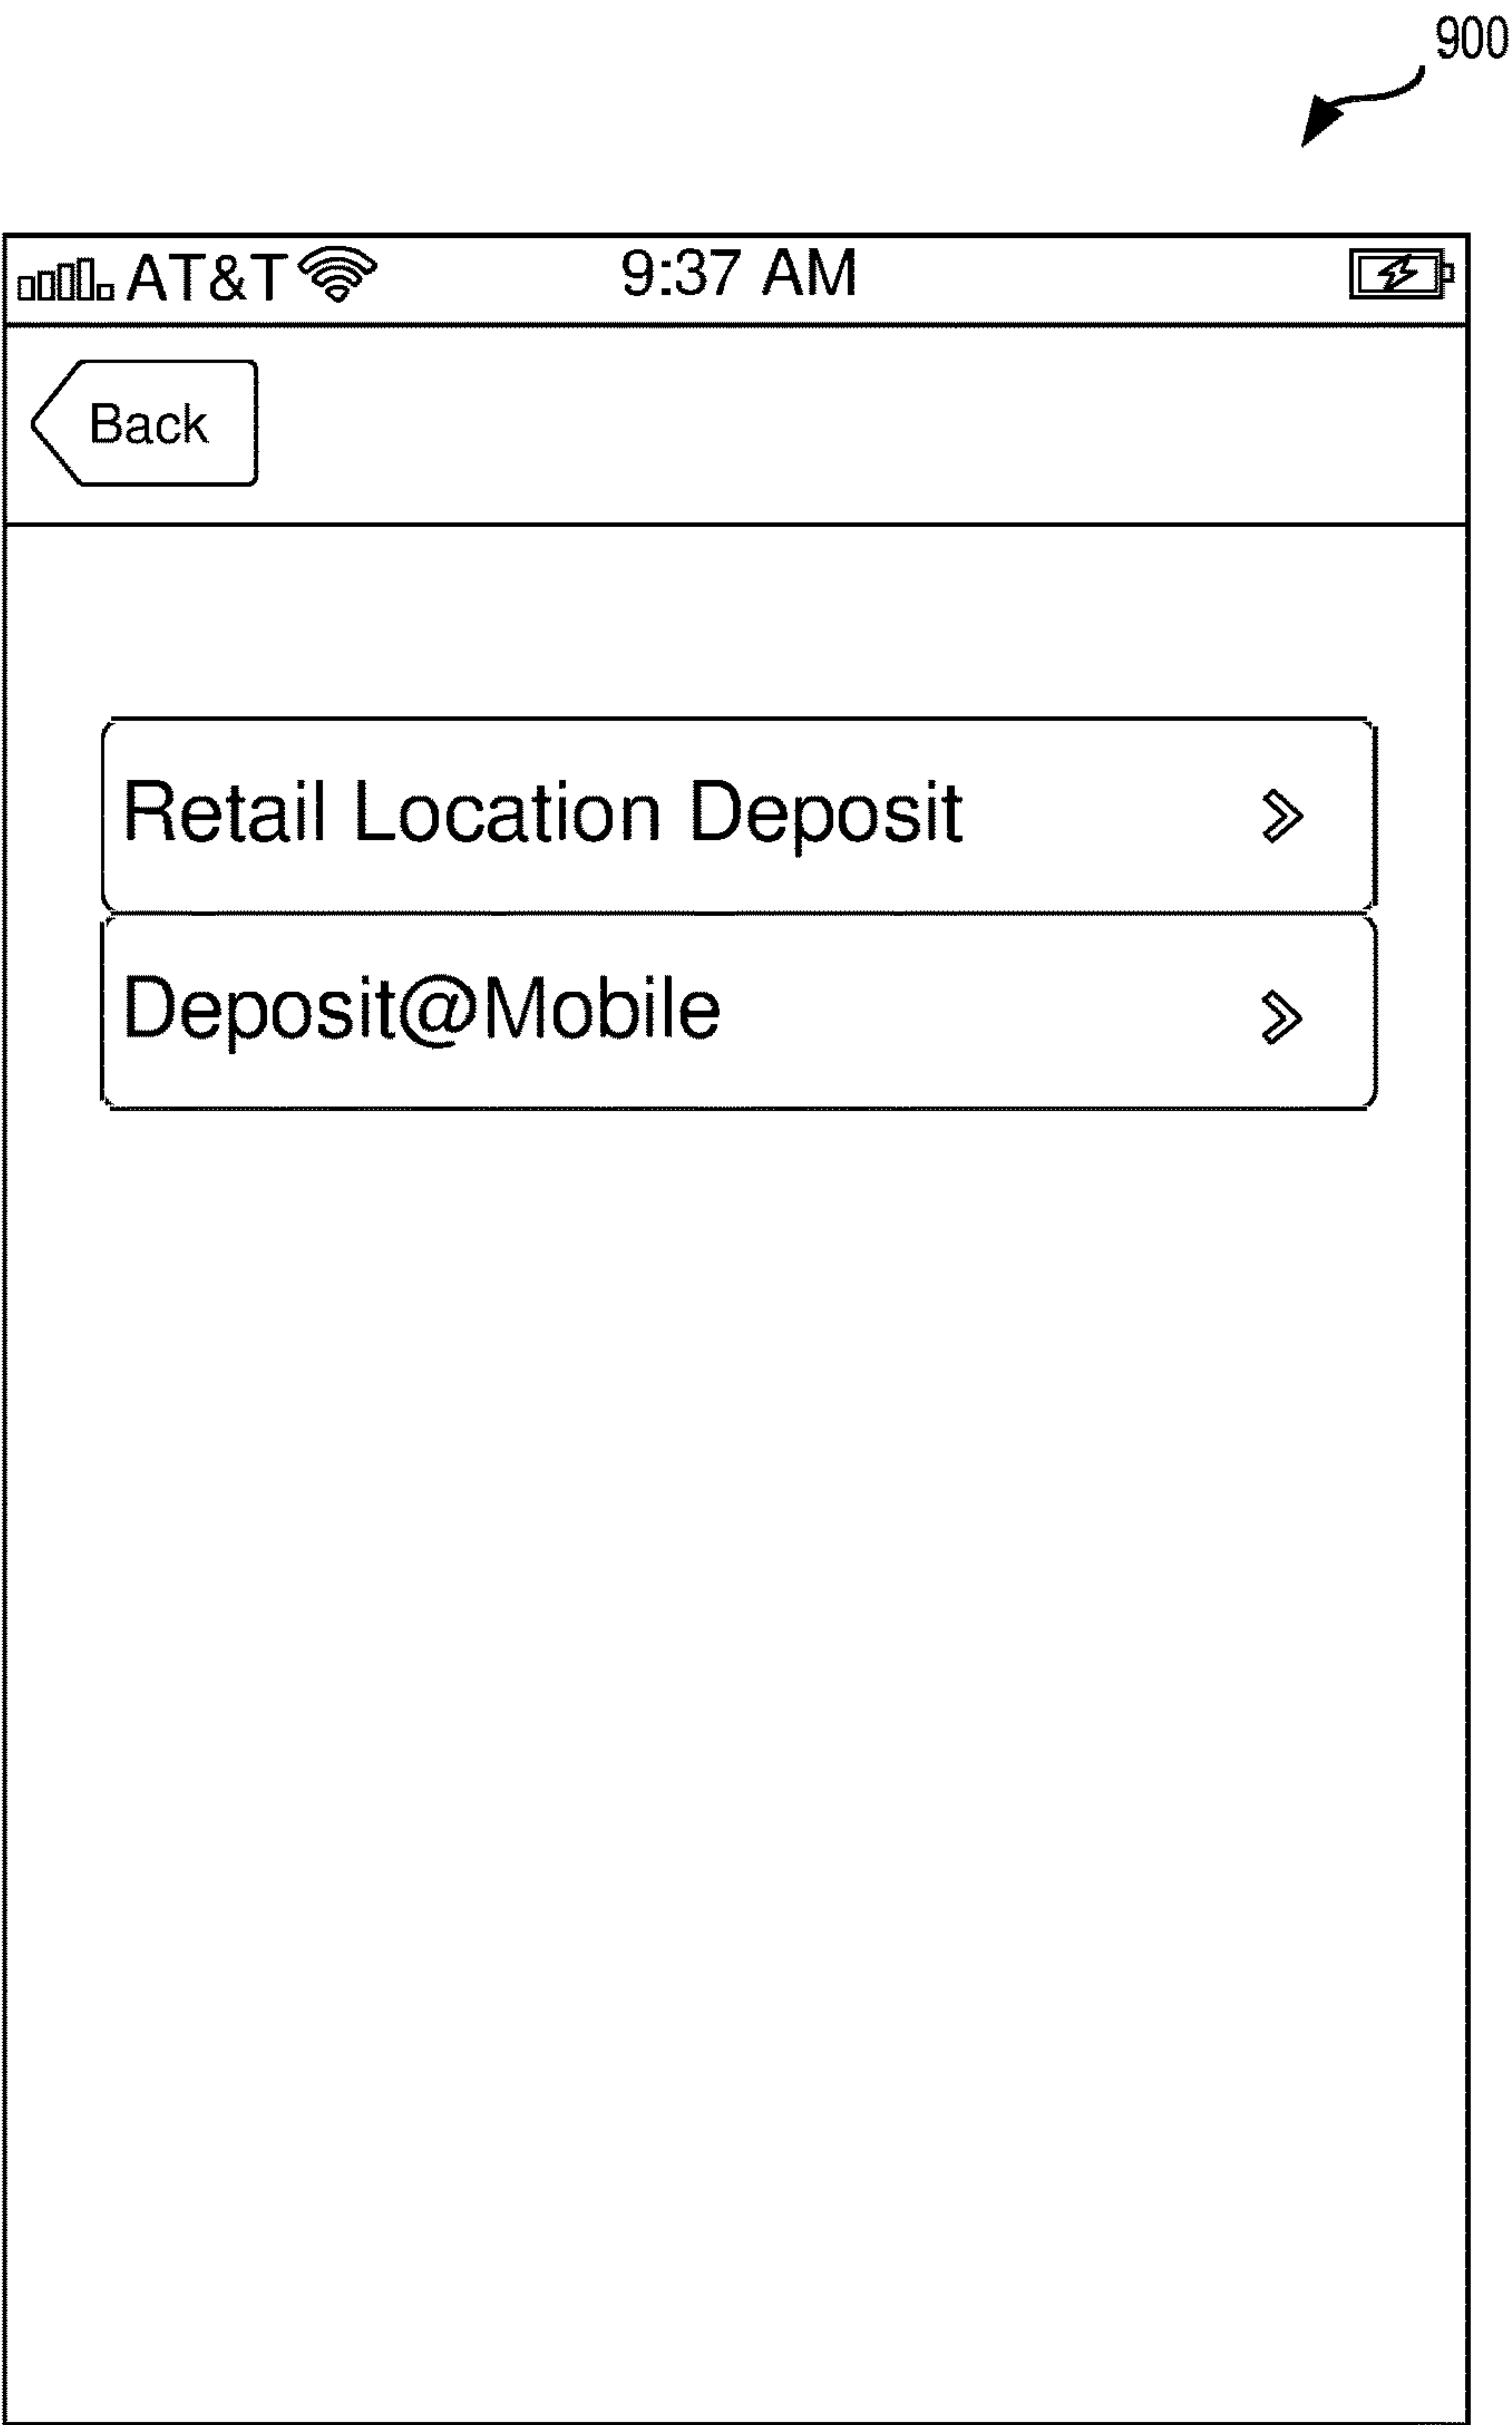 900
AT&T 9:37 AM
Back
Retail Location Deposit
Deposit@Mobile